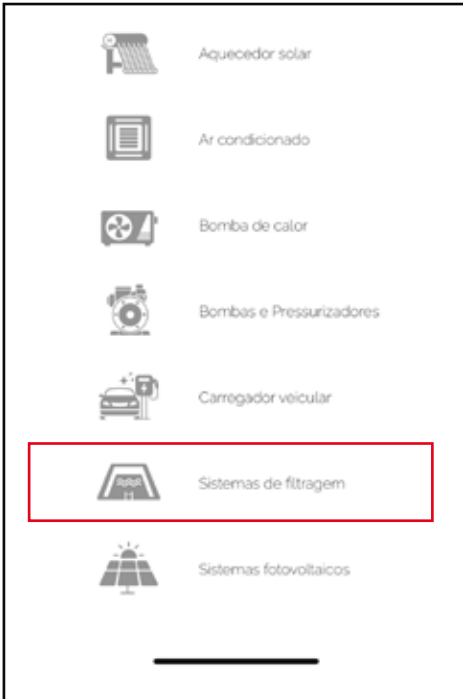 Aquecedor solar
Ar condicionado
Bomba de calor
Bombas e Pressurizadores
Carregador veicular
Sistemas de filtragem
Sistemas fotovoltaicos